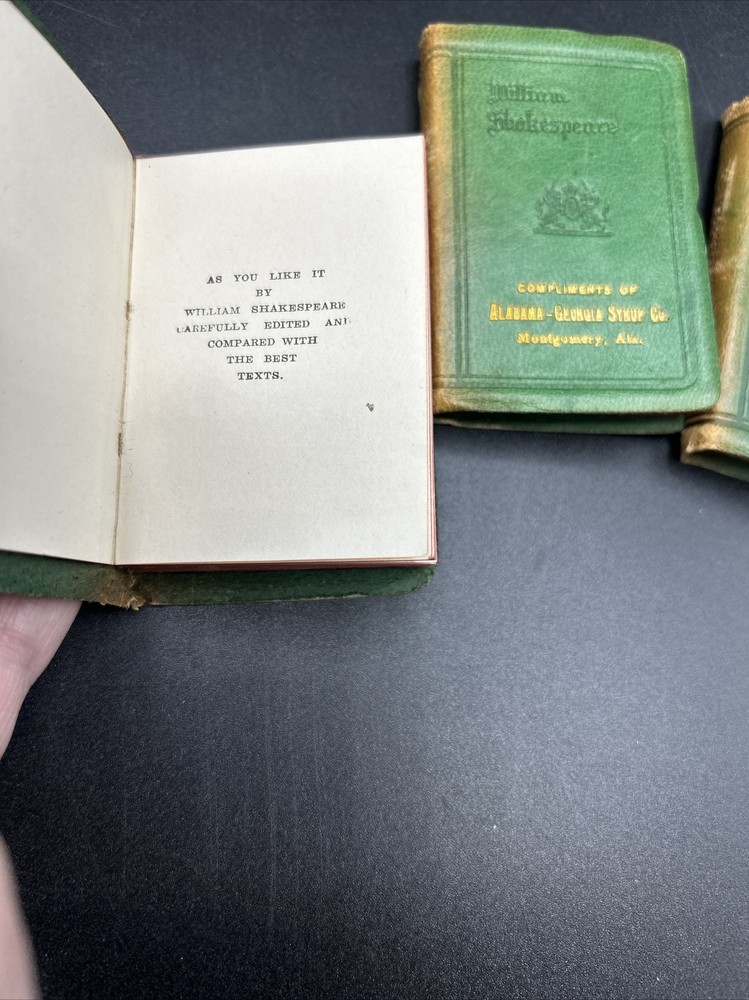 AS YOU LIKE IT
BY
WILLIAM SHAKESPEARE
CAREFULLY EDITED AND
COMPARED WITH
THE BEST
TEXTS.
William
Shakespeare
COMPLIMENTS OF
ALABAMA-GEORGIA SYRUP CO.
Montgomery, Ala.